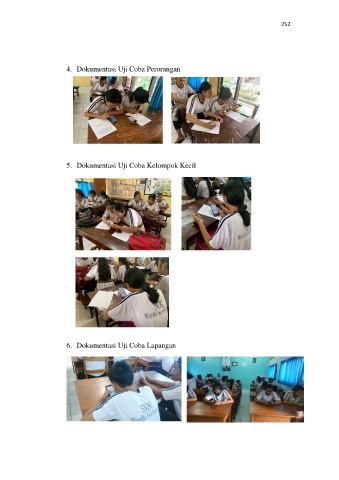 252
4. Dokumentasi Uji Coba Perorangan
5. Dokumentasi Uji Coba Kelompok Kecil
6. Dokumentasi Uji Coba Lapangan